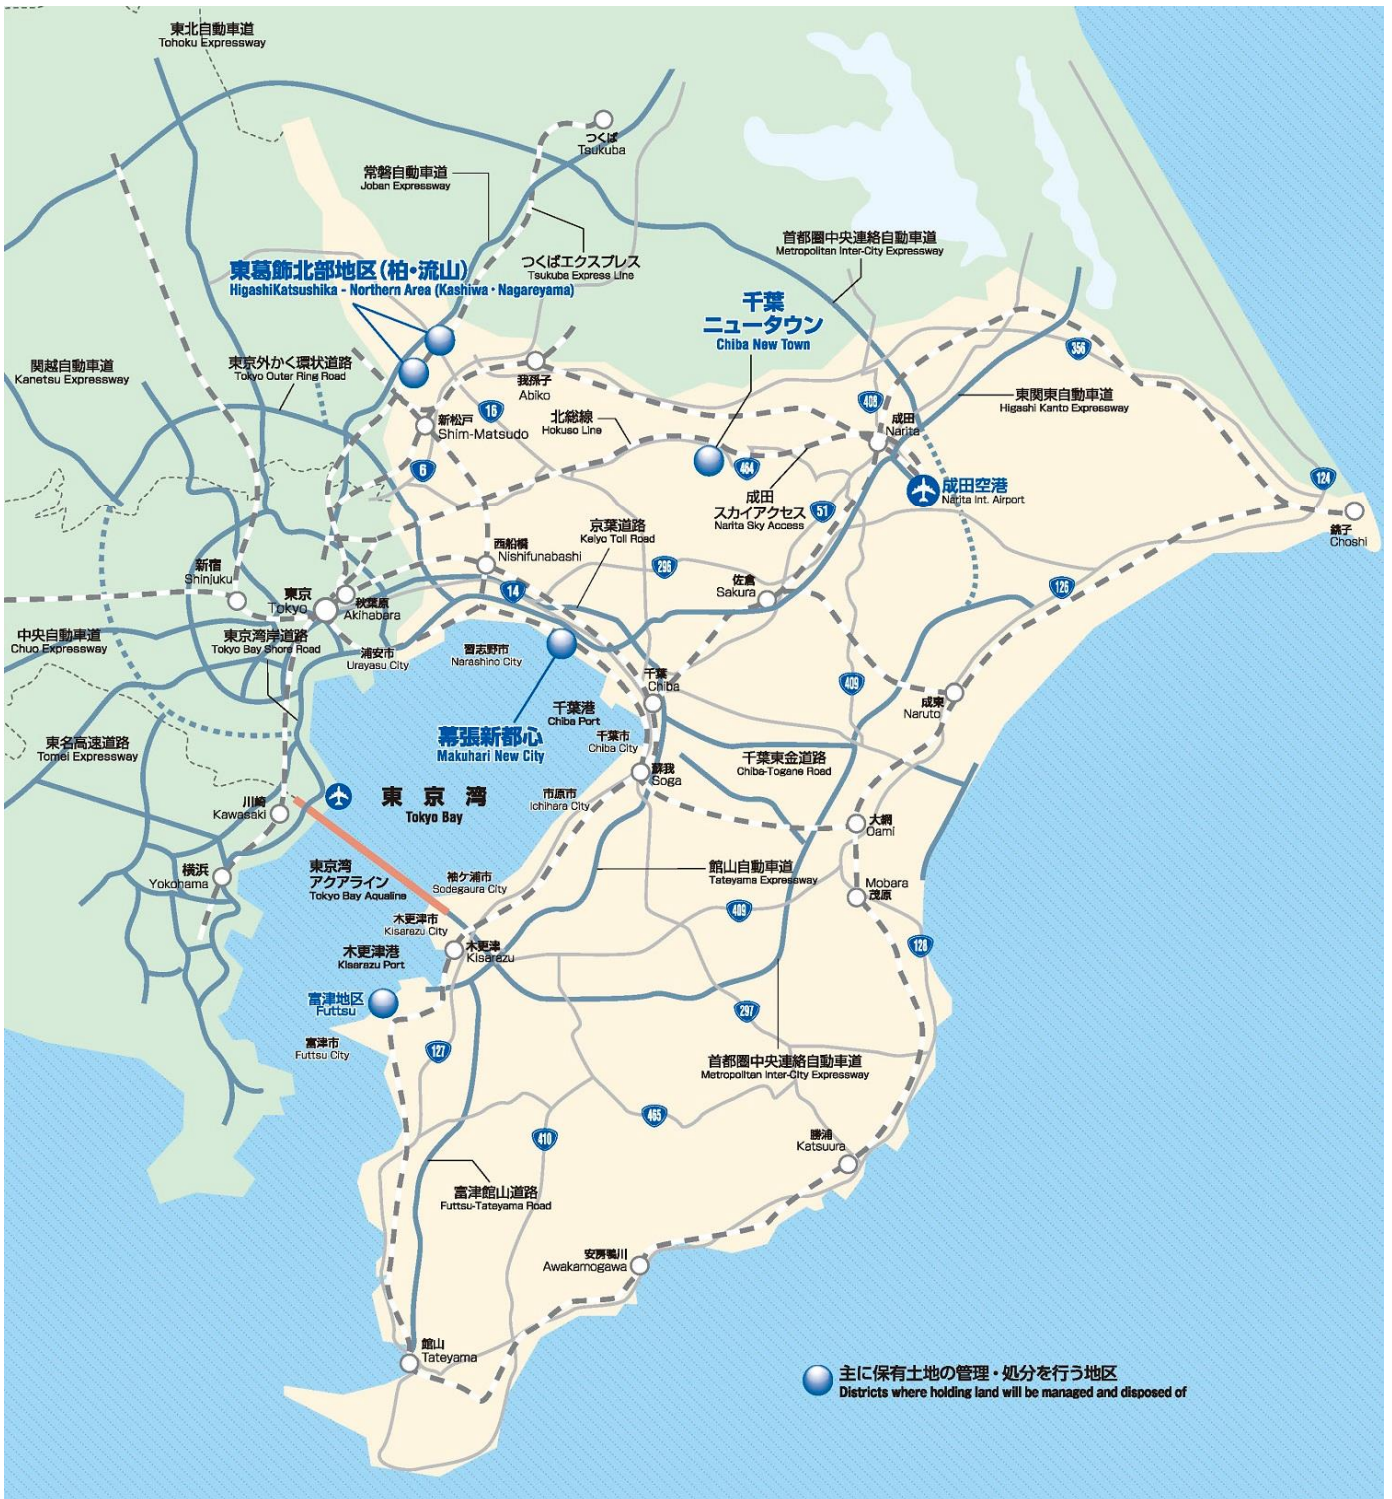 東北自動車道
Tohoku Expressway
つくば
Tsukuba
常磐自動車道
Joban Expressway
つくばエクスプレス
Tsukuba Express Line
首都圏中央連絡自動車道
Metropolitan Inter-City Expressway
東葛飾北部地区(柏・流山)
HigashiKatsushika - Northern Area (Kashiwa・Nagareyama)
千葉
ニュータウン
Chiba New Town
関越自動車道
Kanetsu Expressway
東京外かく環状道路
Tokyo Outer Ring Road
356
我孫子
Abiko
東関東自動車道
Higashi Kanto Expressway
408
16
北総線
Hokuso Line
新松戸
Shim-Matsudo
成田
Narita
6
464
成田空港
Narita Int. Airport
124
成田
スカイアクセス
Narita Sky Access
51
銚子
Choshi
京葉道路
Keiyo Toll Road
西船橋
Nishifunabashi
296
新宿
Shinjuku
佐倉
Sakura
126
14
東京
Tokyo
秋葉原
Akihabara
中央自動車道
Chuo Expressway
東京湾岸道路
Tokyo Bay Shore Road
浦安市
Urayasu City
習志野市
Narashino City
千葉
Chiba
409
成東
Naruto
千葉港
Chiba Port
幕張新都心
Makuhari New City
千葉市
Chiba City
東名高速道路
Tomei Expressway
千葉東金道路
Chiba-Togane Road
蘇我
Soga
市原市
Ichihara City
東京湾
Tokyo Bay
川崎
Kawasaki
大網
Oami
東京湾
アクアライン
Tokyo Bay Aqualine
袖ケ浦市
Sodegaura City
館山自動車道
Tateyama Expressway
横浜
Yokohama
Mobara
茂原
409
木更津市
Kisarazu City
128
木更津港
Kisarazu Port
木更津
Kisarazu
富津地区
Futtsu
297
富津市
Futtsu City
127
首都圏中央連絡自動車道
Metropolitan Inter-City Expressway
465
410
勝浦
Katsuura
富津館山道路
Futtsu-Tateyama Road
安房鴨川
Awakamogawa
館山
Tateyama
主に保有土地の管理・処分を行う地区
Districts where holding land will be managed and disposed of